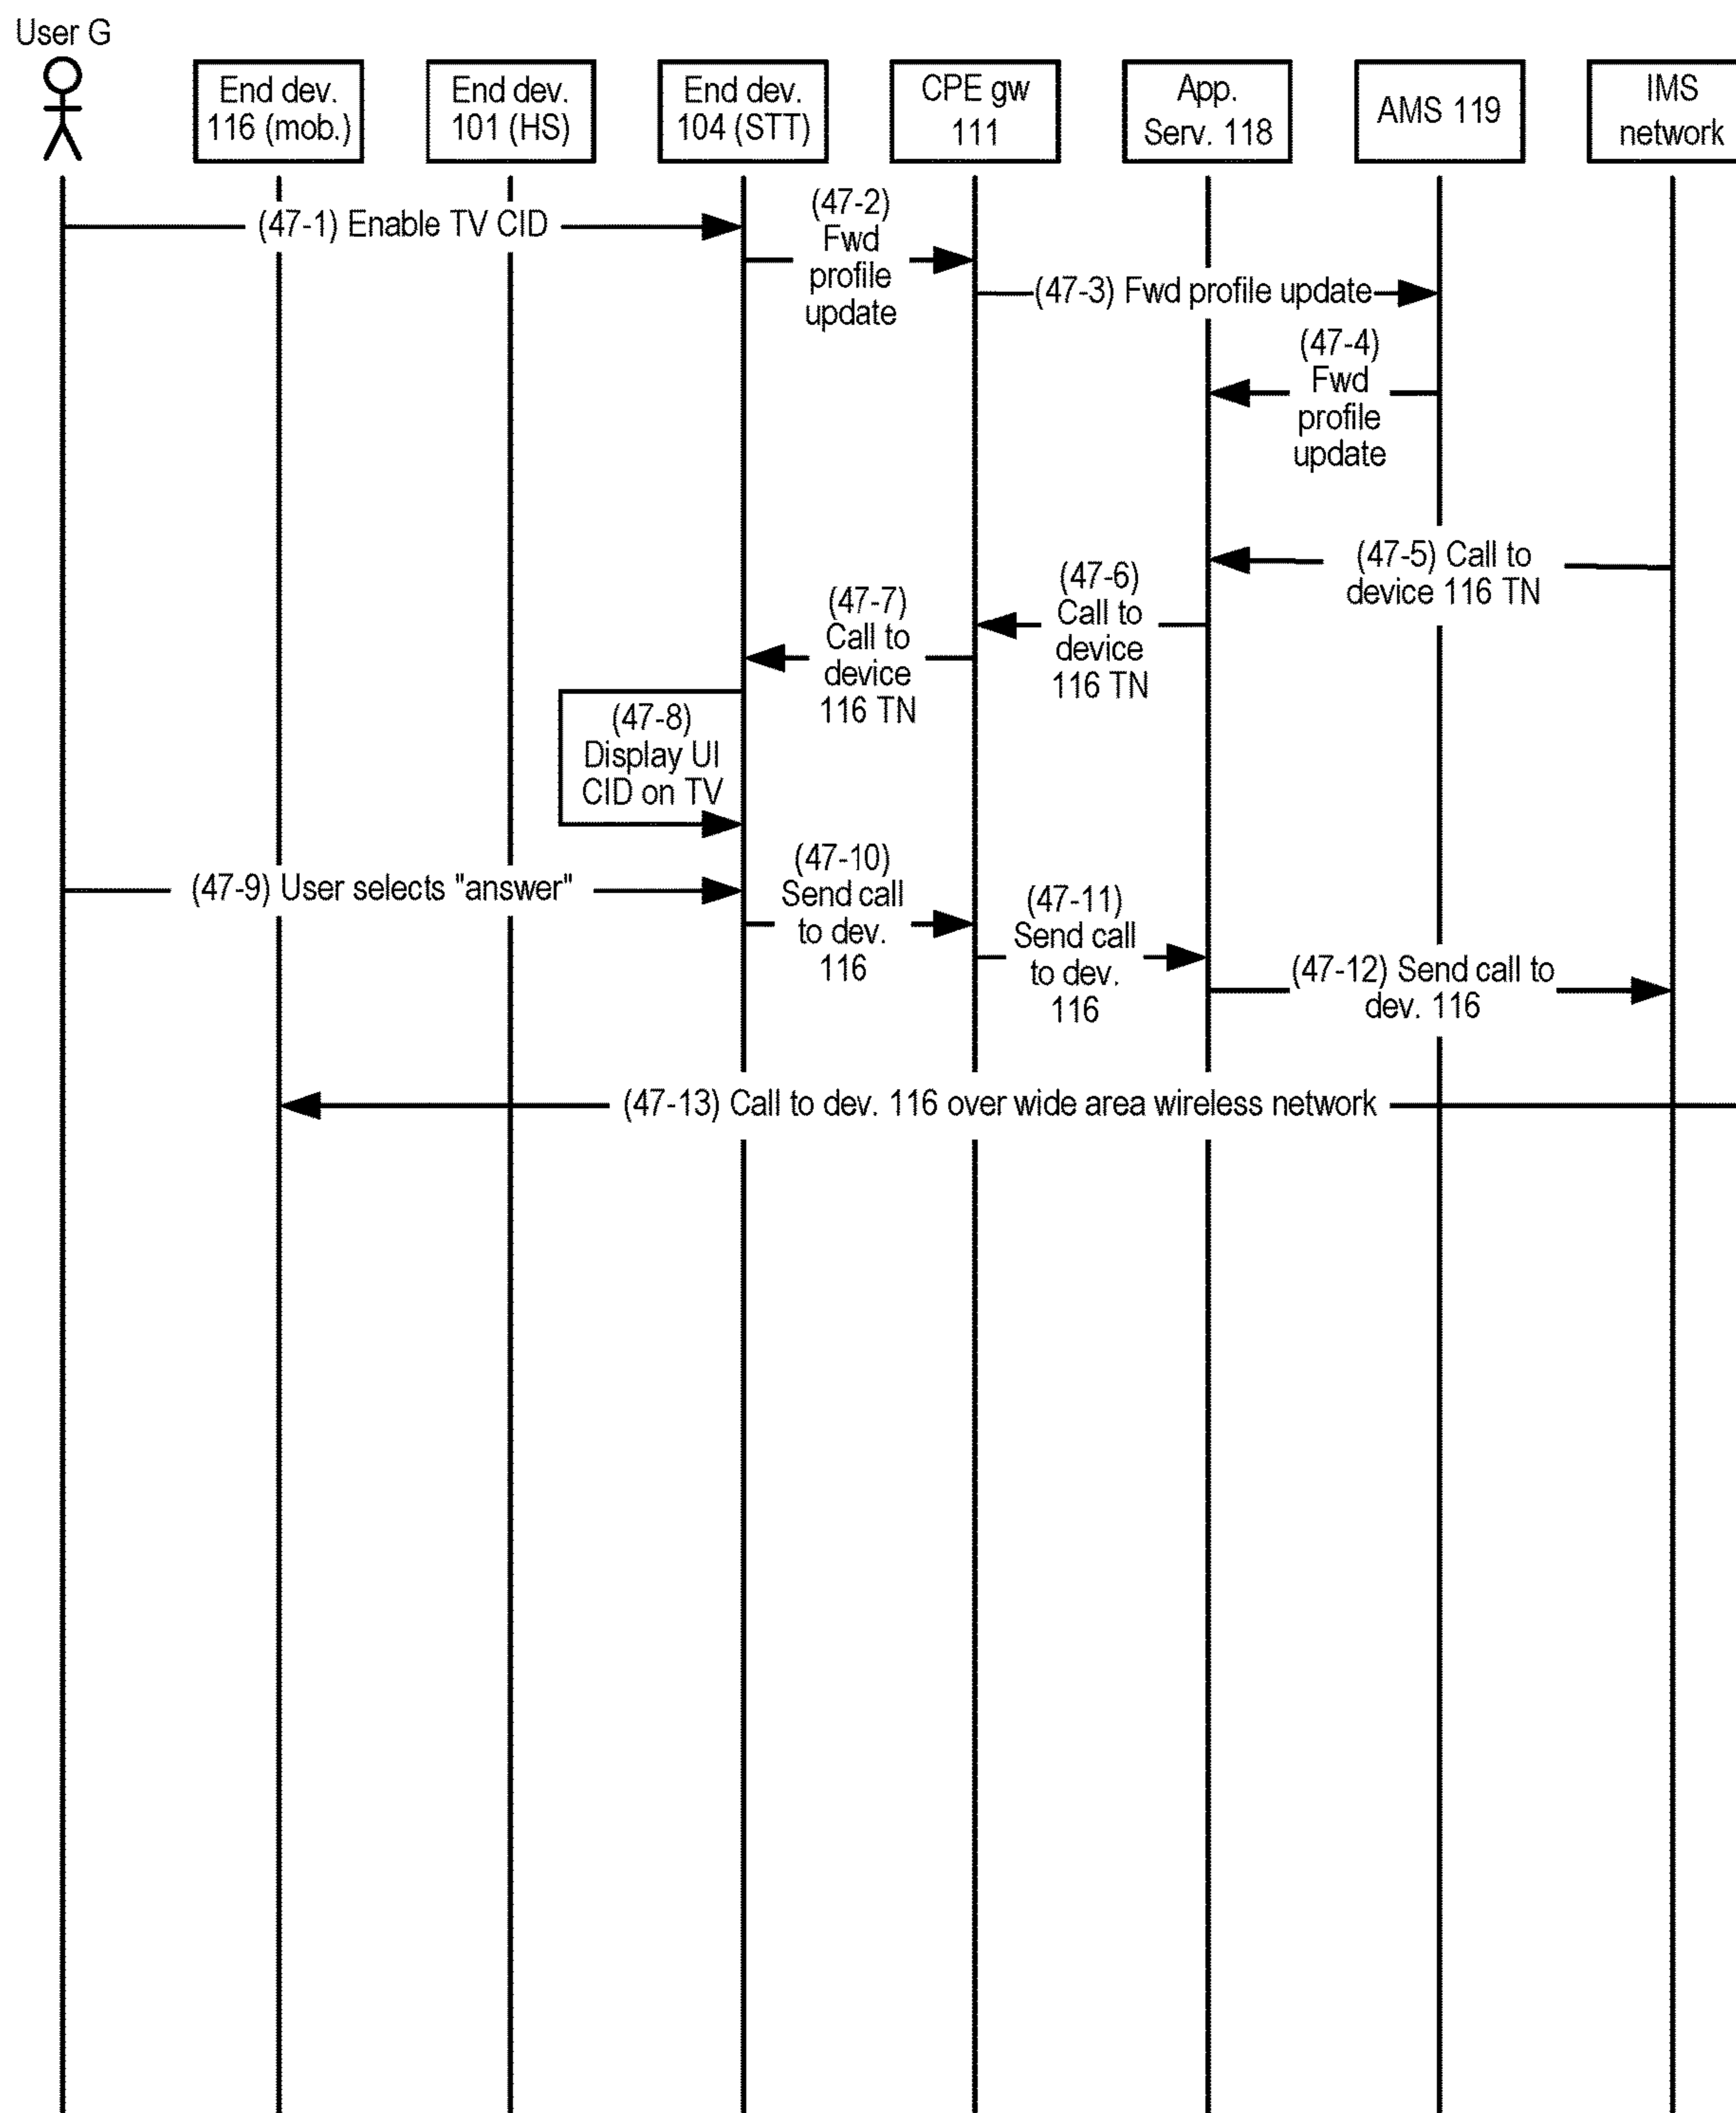 User G
End dev.
116 (mob.)
End dev.
101 (HS)
End dev.
104 (STT)
CPE gw
111
App.
Serv. 118
AMS 119
IMS
network
(47-1) Enable TV CID
(47-2)
Fwd
profile
update
(47-3) Fwd profile update
(47-4)
Fwd
profile
update
(47-5) Call to
device 116 TN
(47-6)
Call to
device
116 TN
(47-7)
Call to
device
116 TN
(47-8)
Display UI
CID on TV
(47-9) User selects "answer"
(47-10)
Send call
to dev.
116
(47-11)
Send call
to dev.
116
(47-12) Send call to
dev. 116
(47-13) Call to dev. 116 over wide area wireless network